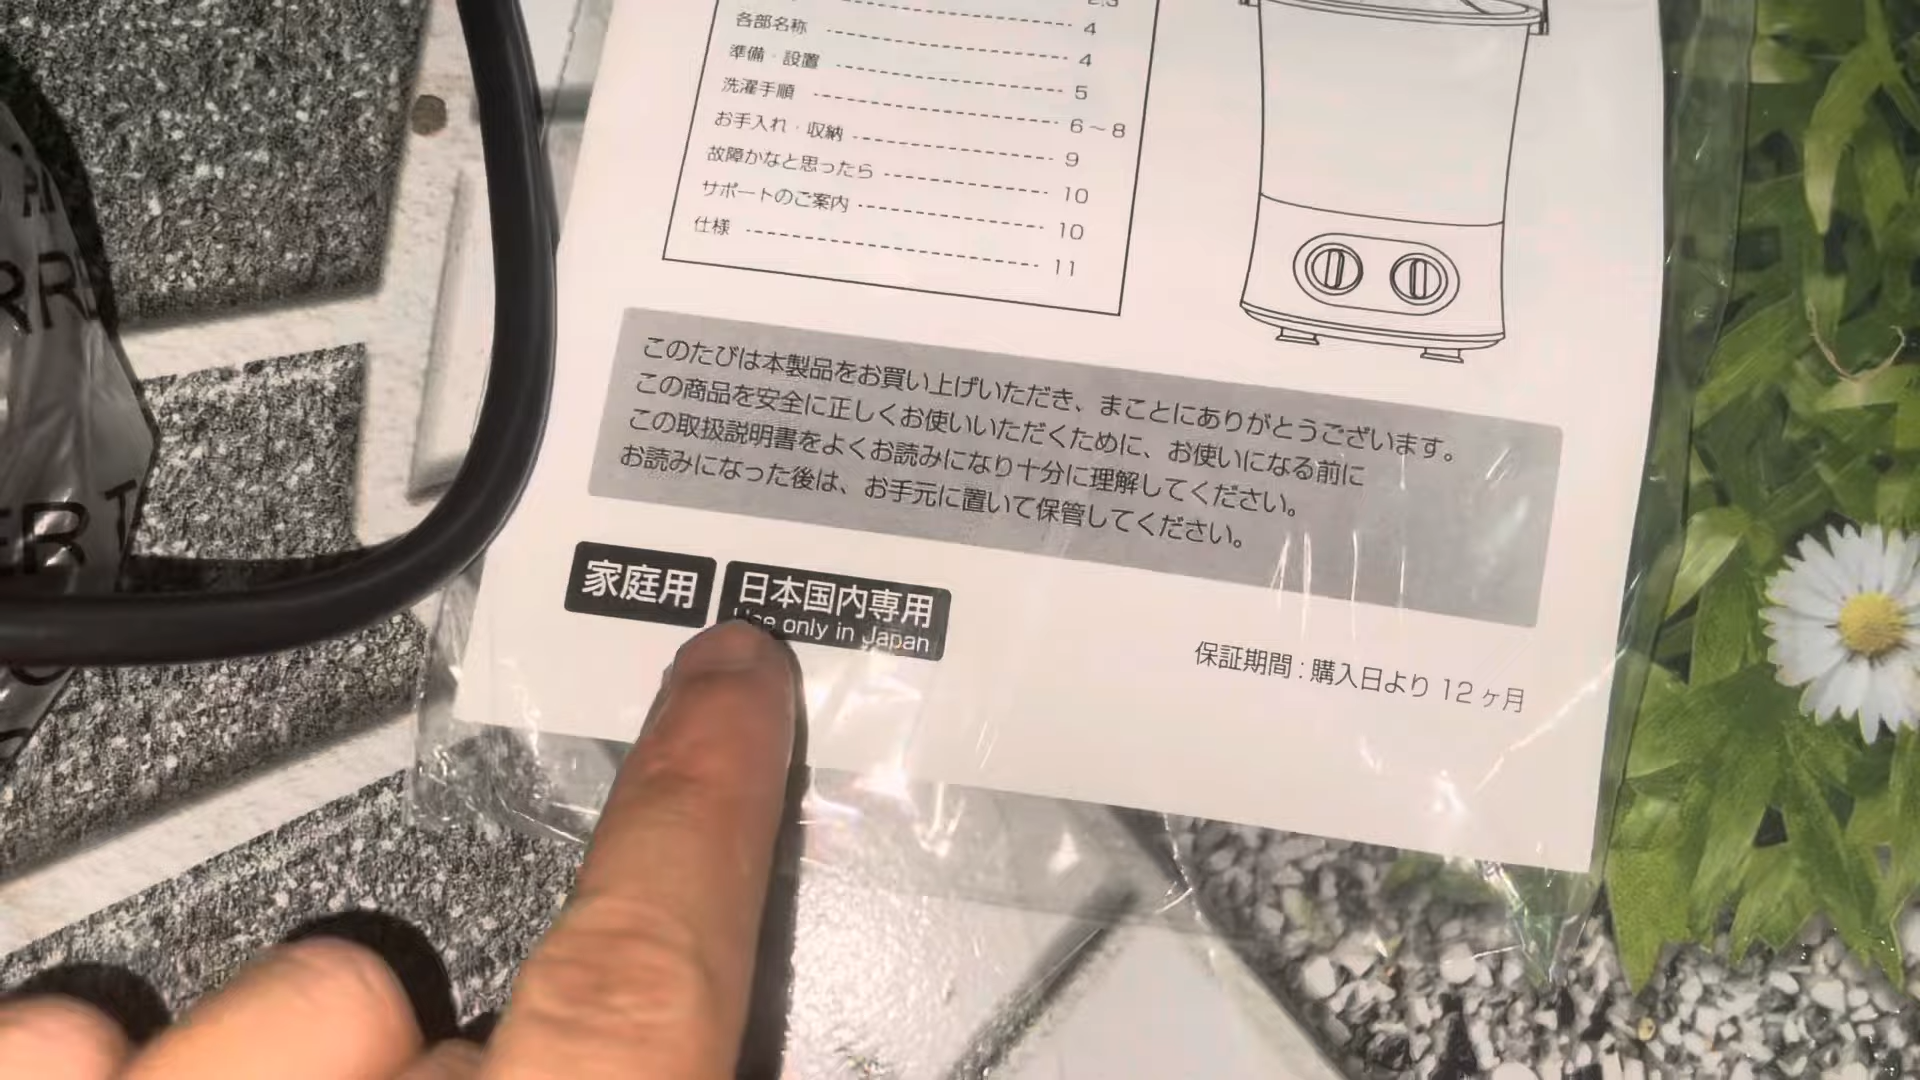 各部名称 4
準備・設置 4
5
洗濯手順 6～8
お手入れ・収納 9
故障かなと思ったら 10
サポートのご案内 10
仕様 11
このたびは本製品をお買い上げいただき、まことにありがとうございます。
この商品を安全に正しくお使いいただくために、お使いになる前に
この取扱説明書をよくお読みになり十分に理解してください。
お読みになった後は、お手元に置いて保管してください。
家庭用
日本国内専用
Use only in Japan
保証期間：購入日より 12 ヶ月